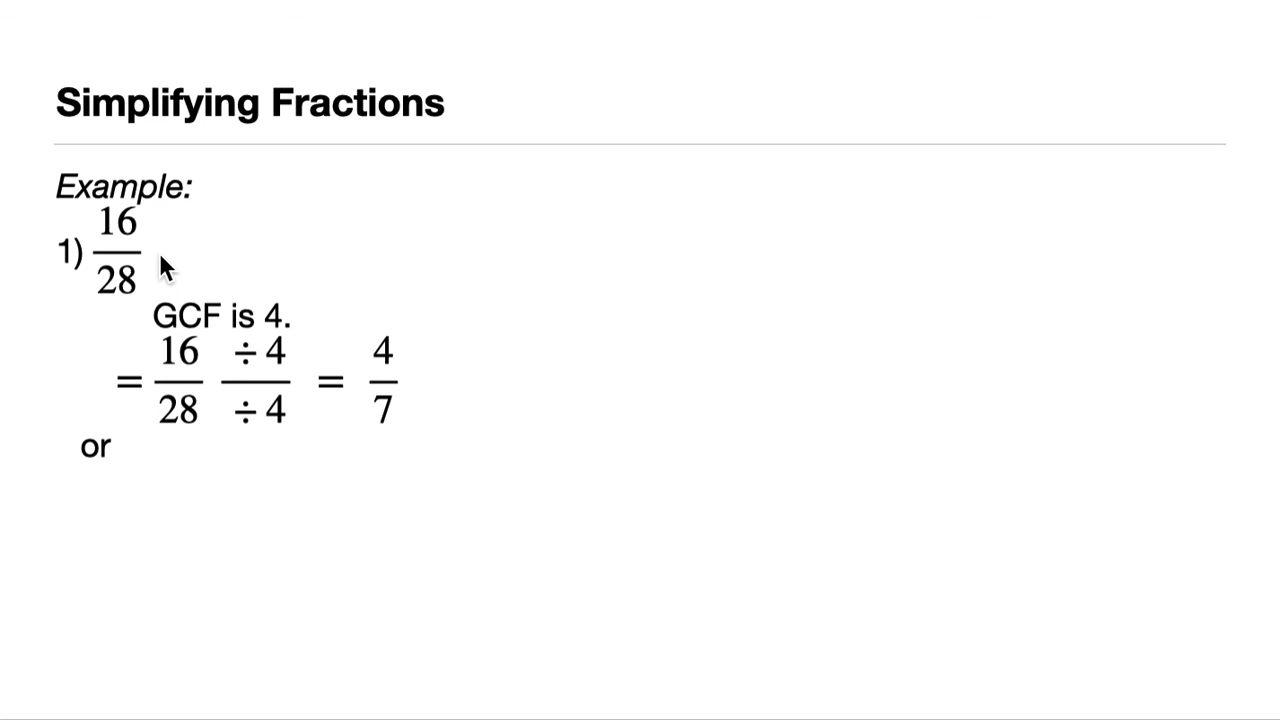 Simplifying Fractions
Example:
1) 16/28
GCF is 4.
= 16/28 ÷4/÷4 = 4/7
or